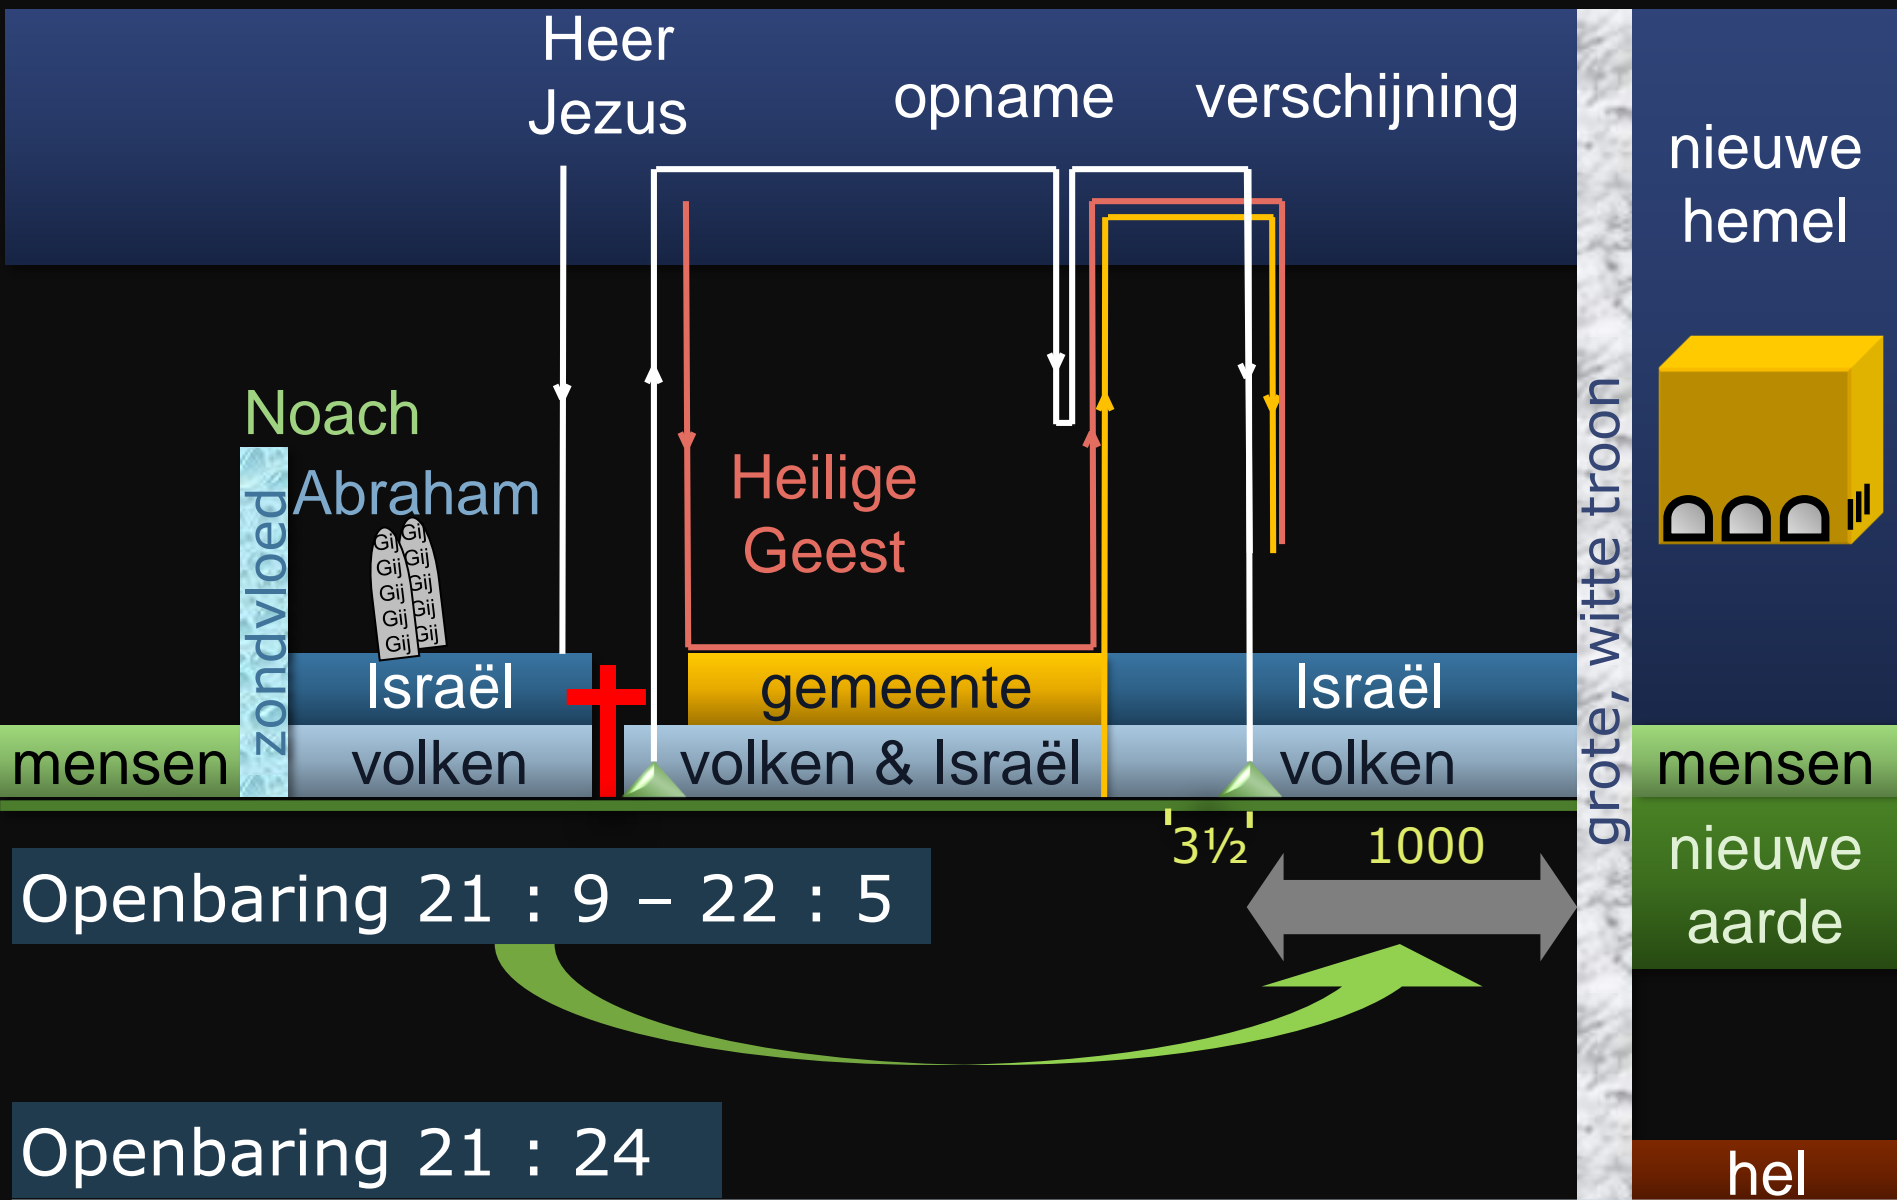 Heer
Jezus
opname
verschijning
nieuwe
hemel
Noach
Abraham
zondvloed
Gij Gij
Gij Gij
Gij Gij
Gij Gij
Gij Gij
Heilige
Geest
grote, witte troon
Israël
gemeente
Israël
mensen
volken
volken & Israël
volken
mensen
3½
1000
nieuwe
aarde
Openbaring 21 : 9 – 22 : 5
Openbaring 21 : 24
hel